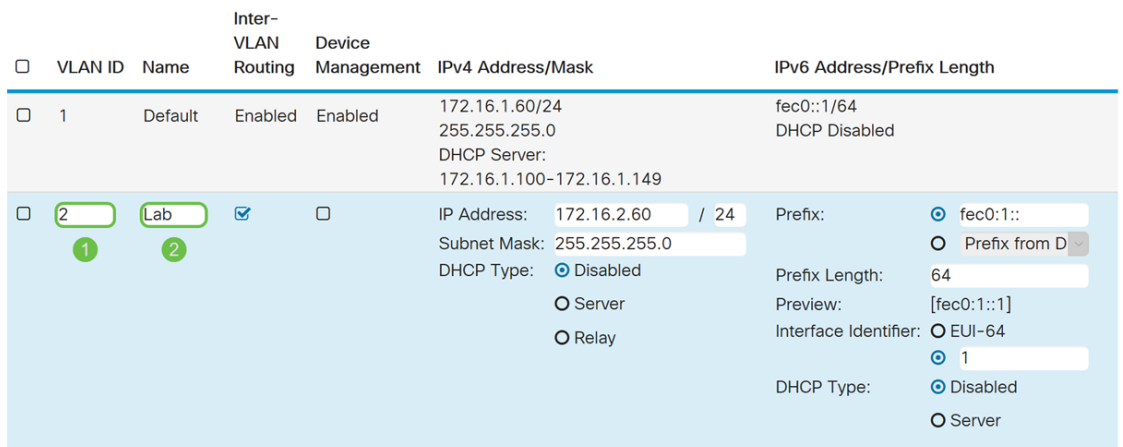 Inter-
VLAN Device
VLAN ID Name Routing Management IPv4 Address/Mask IPv6 Address/Prefix Length
1 Default Enabled Enabled 172.16.1.60/24 fec0::1/64
255.255.255.0 DHCP Disabled
DHCP Server:
172.16.1.100-172.16.1.149
2 Lab IP Address: 172.16.2.60 / 24 Prefix: fec0:1::
1 2 Subnet Mask: 255.255.255.0 Prefix from D
DHCP Type: Disabled Prefix Length: 64
Server Preview: [fec0:1::1]
Relay Interface Identifier: EUI-64
1
DHCP Type: Disabled
Server